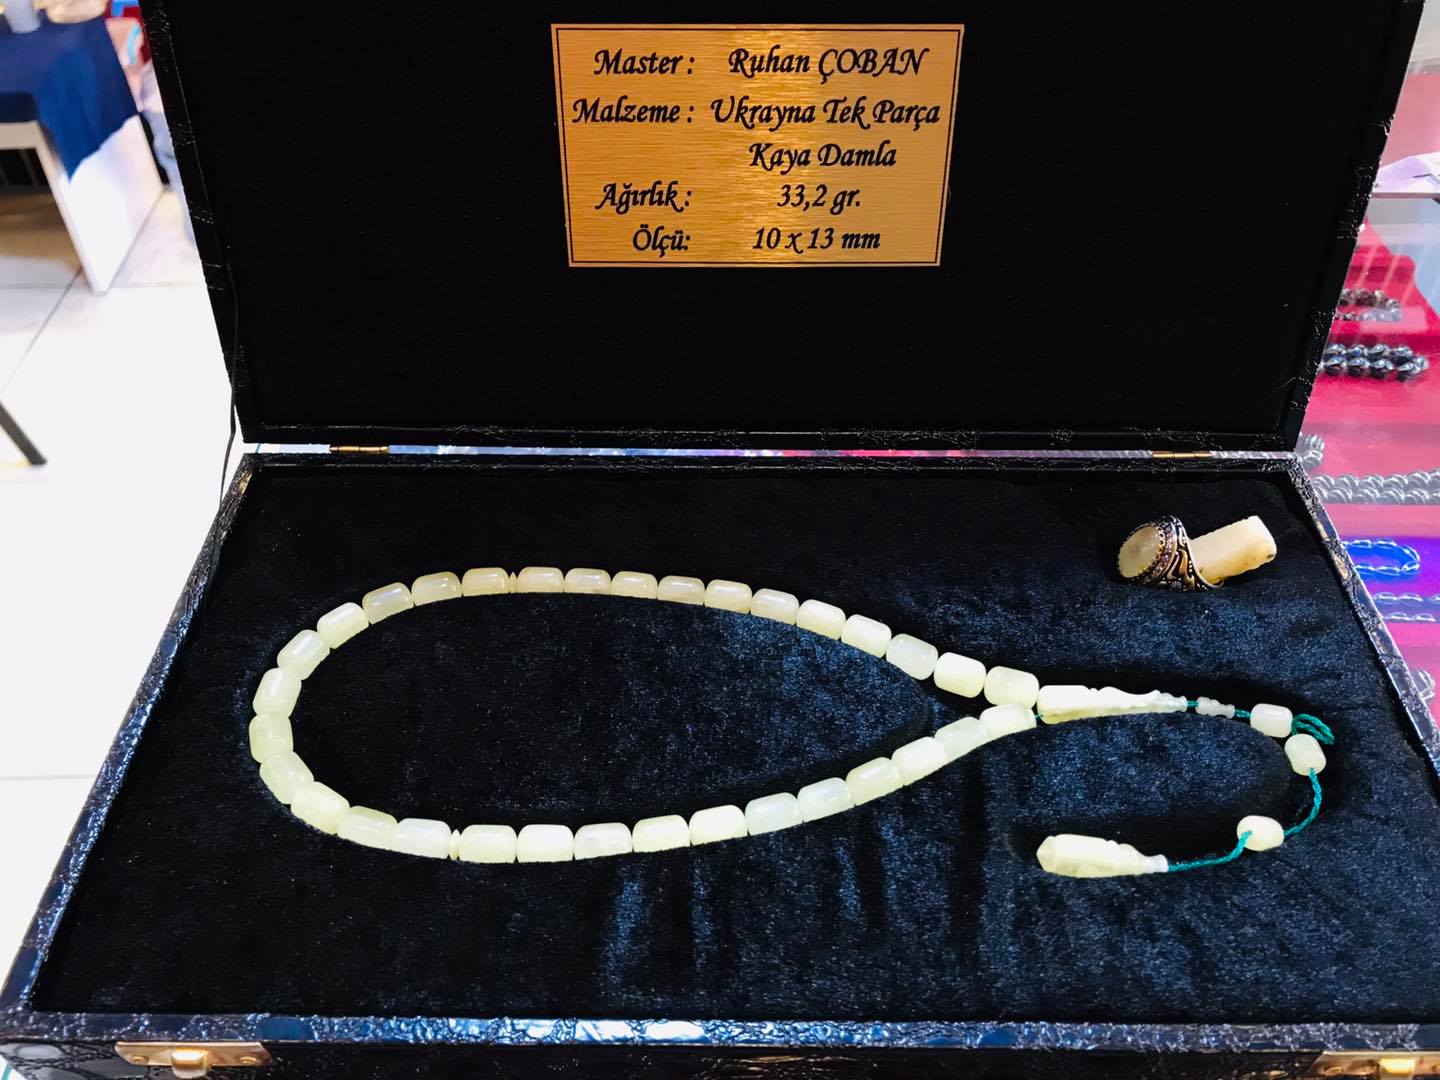 Master : Ruhan ÇOBAN
Malzeme : Ukrayna Tek Parça
Kaya Damla
Ağırlık : 33,2 gr.
Ölçü: 10 x 13 mm